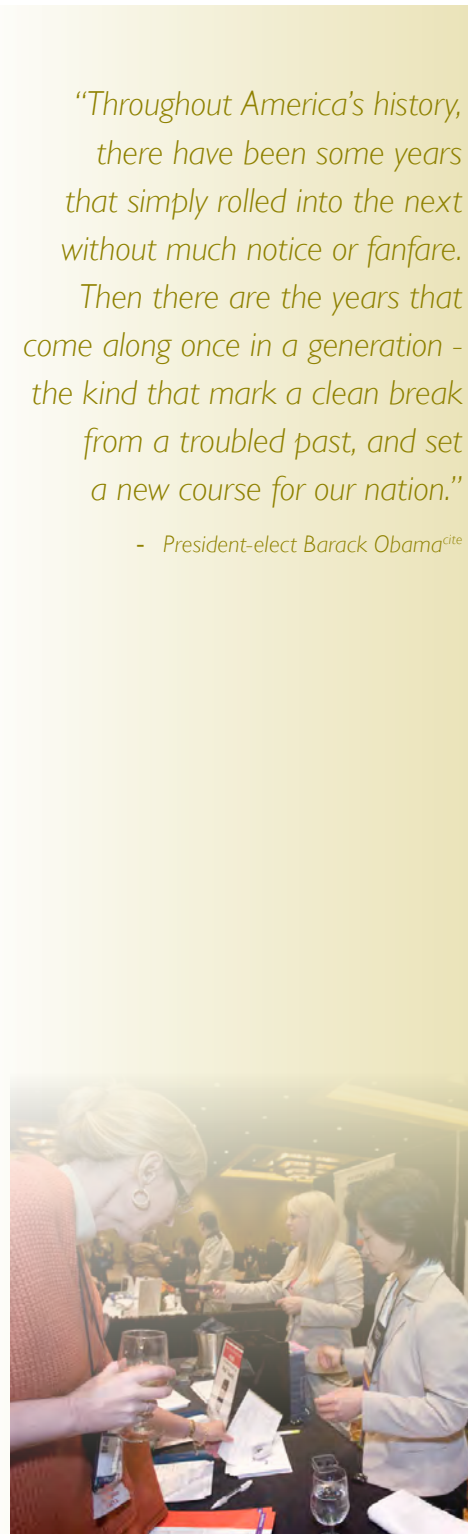 “Throughout America’s history,
there have been some years
that simply rolled into the next
without much notice or fanfare.
Then there are the years that
come along once in a generation -
the kind that mark a clean break
from a troubled past, and set
a new course for our nation.”
- President-elect Barack Obamacite